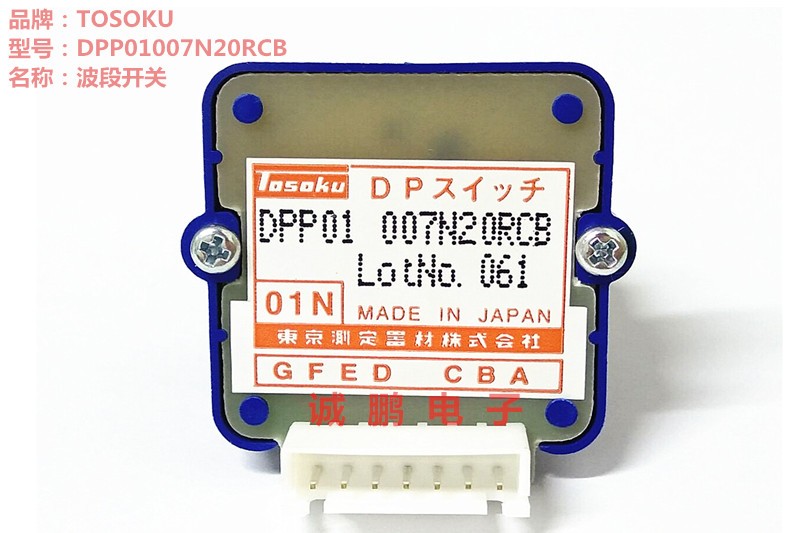 品牌：TOSOKU
型号：DPP01007N20RCB
名称：波段开关
Tosoku DPスイッチ
DPP01 007N20RCB
LotNo. 061
01N MADE IN JAPAN
東京測定器材株式会社
GFED CBA
诚鹏电子